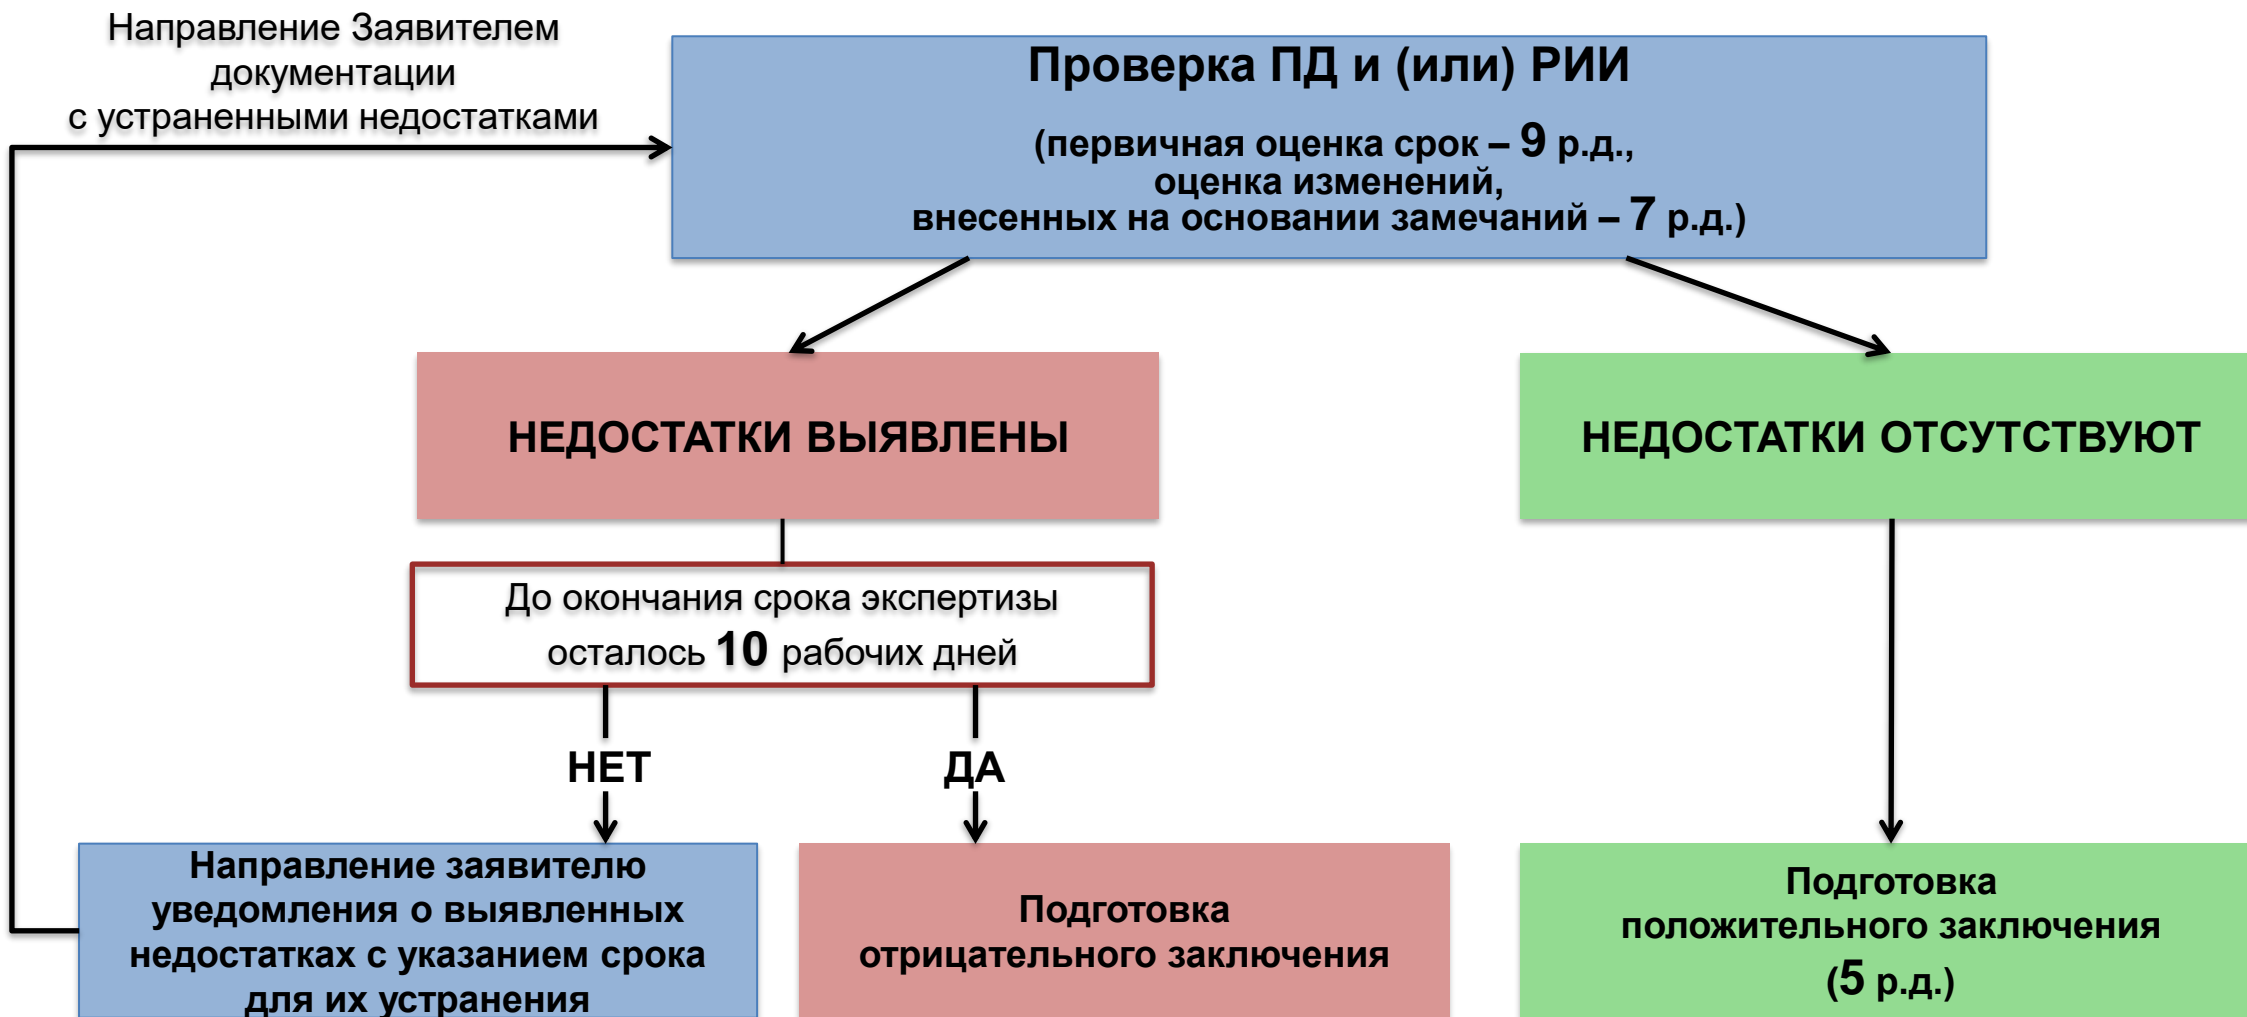 Направление Заявителем
документации
с устраненными недостатками
Проверка ПД и (или) РИИ
(первичная оценка срок – 9 р.д.,
оценка изменений,
внесенных на основании замечаний – 7 р.д.)
НЕДОСТАТКИ ВЫЯВЛЕНЫ
НЕДОСТАТКИ ОТСУТСТВУЮТ
До окончания срока экспертизы
осталось 10 рабочих дней
НЕТ
ДА
Направление заявителю
уведомления о выявленных
недостатках с указанием срока
для их устранения
Подготовка
отрицательного заключения
Подготовка
положительного заключения
(5 р.д.)